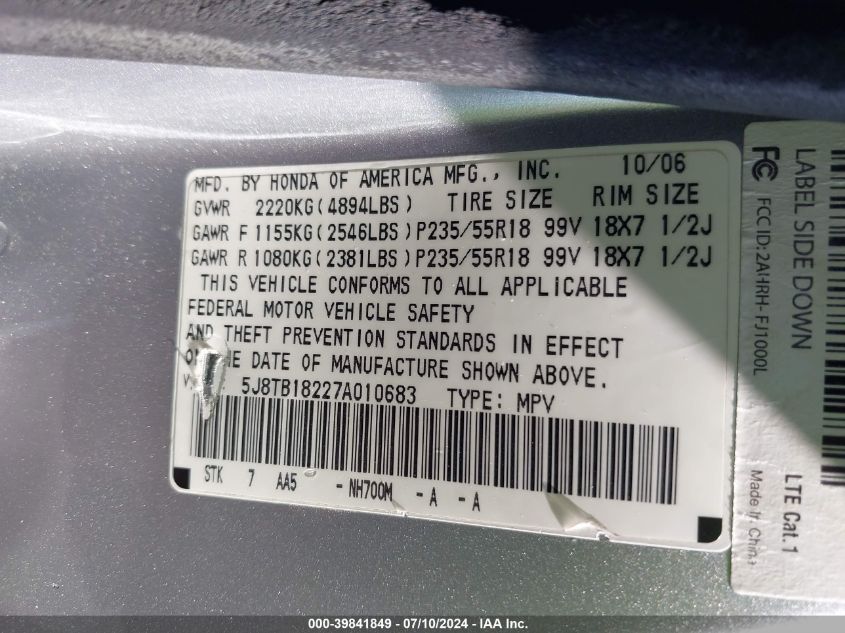 MFD. BY HONDA OF AMERICA MFG., INC. 10/06
GVWR 2220KG(4894LBS) TIRE SIZE RIM SIZE
GAWR F 1155KG(2546LBS)P235/55R18 99V 18X7 1/2J
GAWR R 1080KG(2381LBS)P235/55R18 99V 18X7 1/2J
THIS VEHICLE CONFORMS TO ALL APPLICABLE
FEDERAL MOTOR VEHICLE SAFETY
AND THEFT PREVENTION STANDARDS IN EFFECT
DATE OF MANUFACTURE SHOWN ABOVE.
5J8TB18227A010683 TYPE: MPV
STK 7 AA5 - NH700M - A - A
LABEL SIDE DOWN
FC FCC ID: 2AHRH-FJ1000L
LTE Cat.1
Made In China
000-39841849 - 07/10/2024 - IAA Inc.